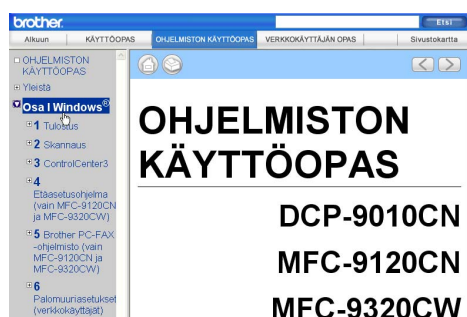 brother.
Etsi
Alkuun
KÄYTTÖOPAS
OHJELMISTON KÄYTTÖOPAS
VERKKOKÄYTTÄJÄN OPAS
Sivustokartta
OHJELMISTON
KÄYTTÖOPAS
Yleistä
Osa I Windows®
1 Tulostus
2 Skannaus
3 ControlCenter3
4
Etäasetusohjelma
(vain MFC-9120CN
ja MFC-9320CW)
5 Brother PC-FAX
-ohjelmisto (vain
MFC-9120CN ja
MFC-9320CW)
6
Palomuuriasetukset
(verkkokäyttäjät)
OHJELMISTON
KÄYTTÖOPAS
DCP-9010CN
MFC-9120CN
MFC-9320CW